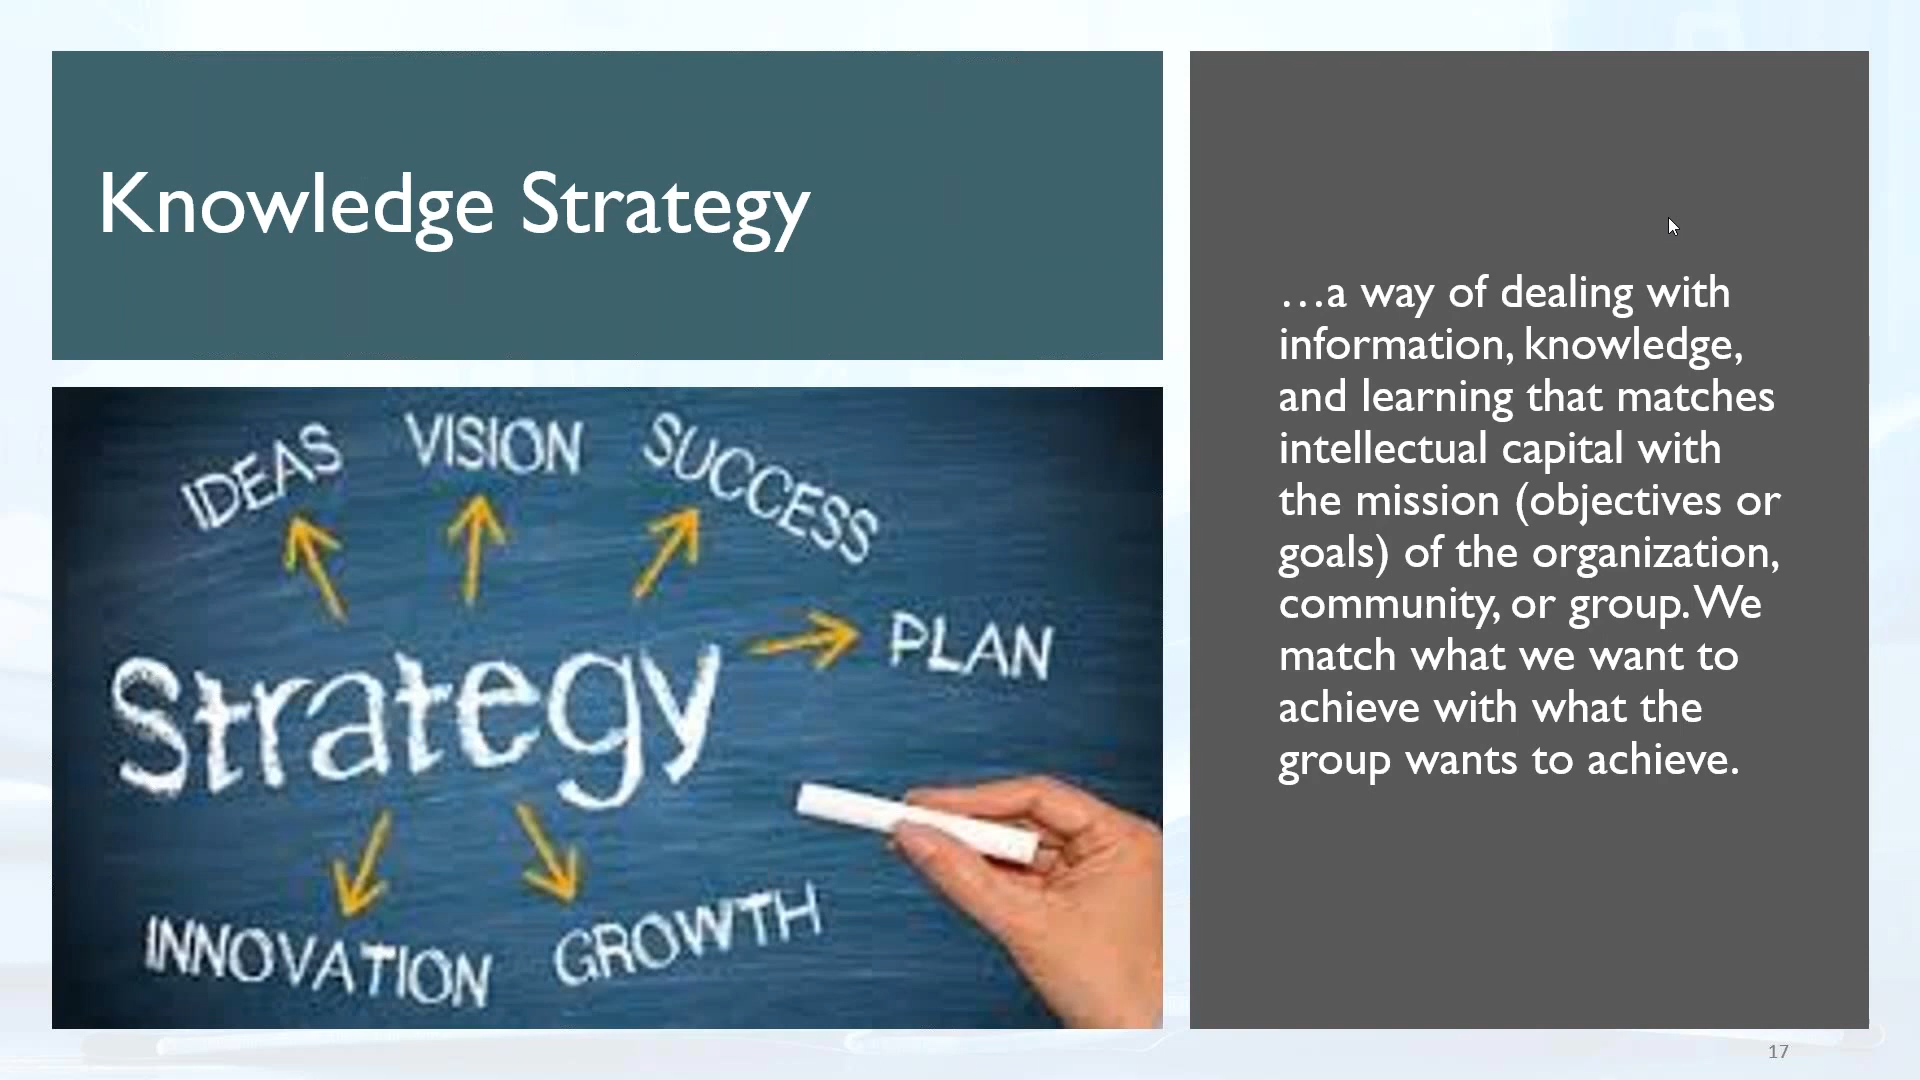 Knowledge Strategy
IDEAS
VISION
SUCCESS
PLAN
Strategy
INNOVATION
GROWTH
…a way of dealing with
information, knowledge,
and learning that matches
intellectual capital with
the mission (objectives or
goals) of the organization,
community, or group. We
match what we want to
achieve with what the
group wants to achieve.
17